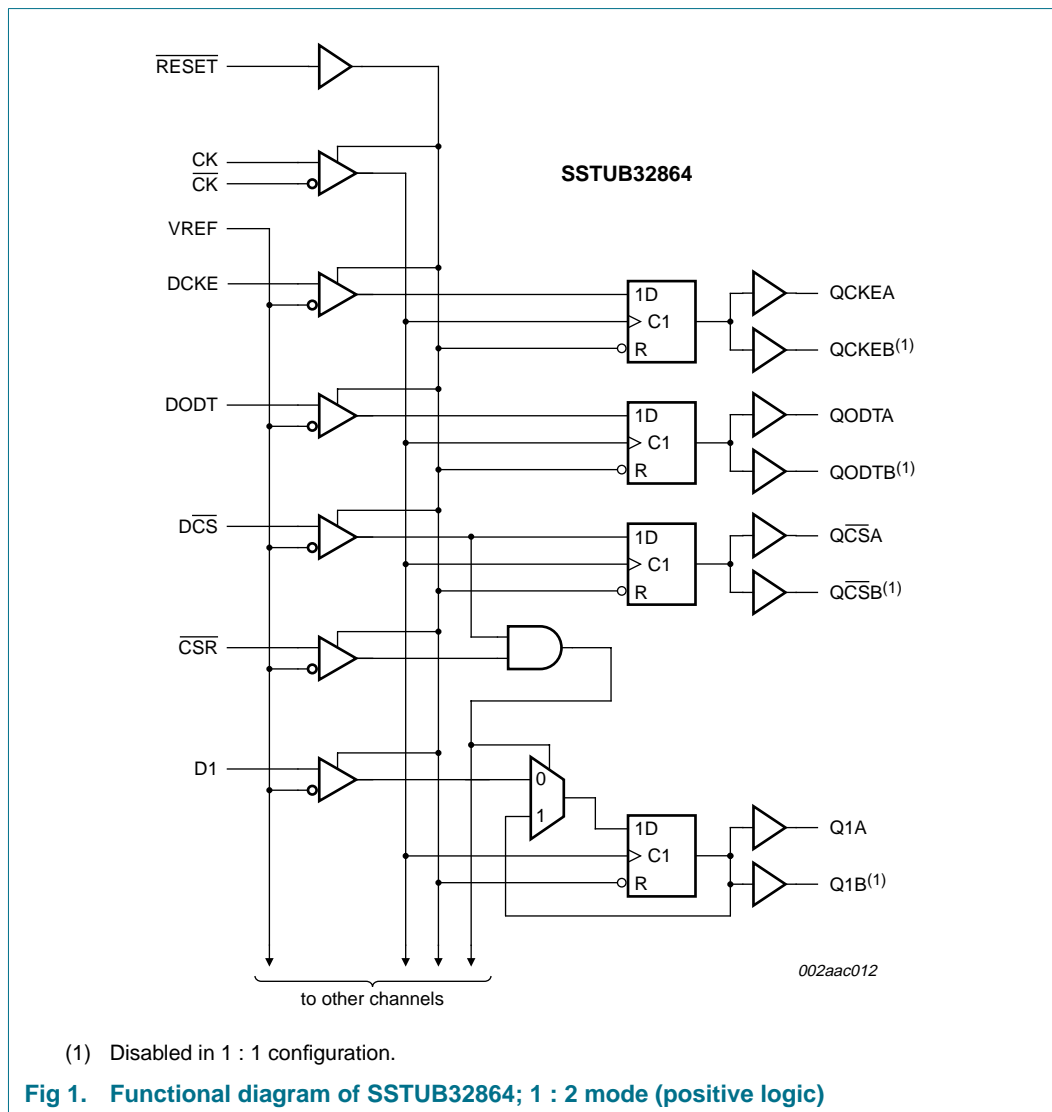 RESET
CK
CK
SSTUB32864
VREF
DCKE
1D
C1
R
QCKEA
QCKEB(1)
DODT
1D
C1
R
QODTA
QODTB(1)
DCS
1D
C1
R
QCSA
QCSB(1)
CSR
D1
0
1
1D
C1
R
Q1A
Q1B(1)
to other channels
002aac012
(1) Disabled in 1 : 1 configuration.
Fig 1. Functional diagram of SSTUB32864; 1 : 2 mode (positive logic)